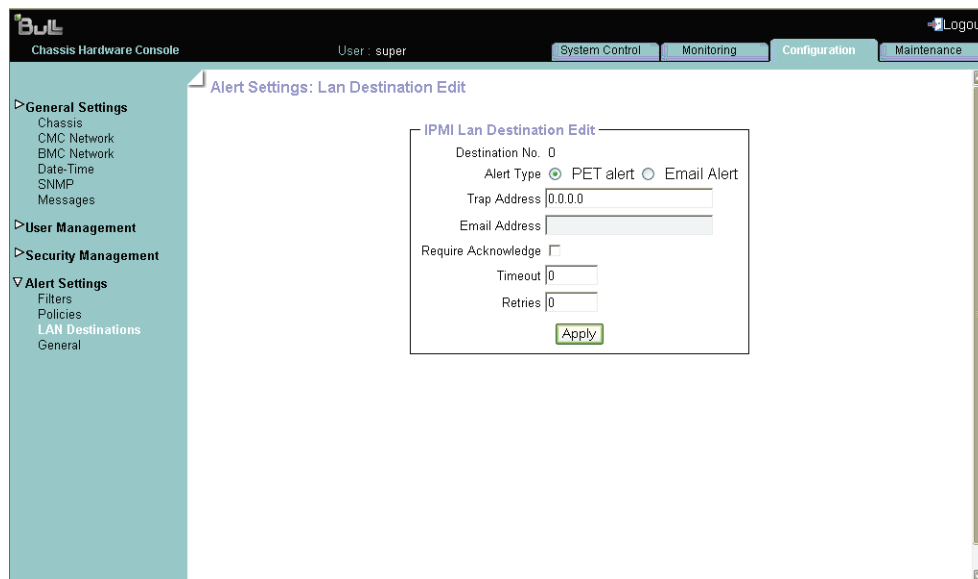 Bull
Logou
Chassis Hardware Console
User : super
System Control
Monitoring
Configuration
Maintenance
General Settings
Chassis
CMC Network
BMC Network
Date-Time
SNMP
Messages
User Management
Security Management
Alert Settings
Filters
Policies
LAN Destinations
General
Alert Settings: Lan Destination Edit
IPMI Lan Destination Edit
Destination No. 0
Alert Type PET alert Email Alert
Trap Address 0.0.0.0
Email Address
Require Acknowledge
Timeout 0
Retries 0
Apply